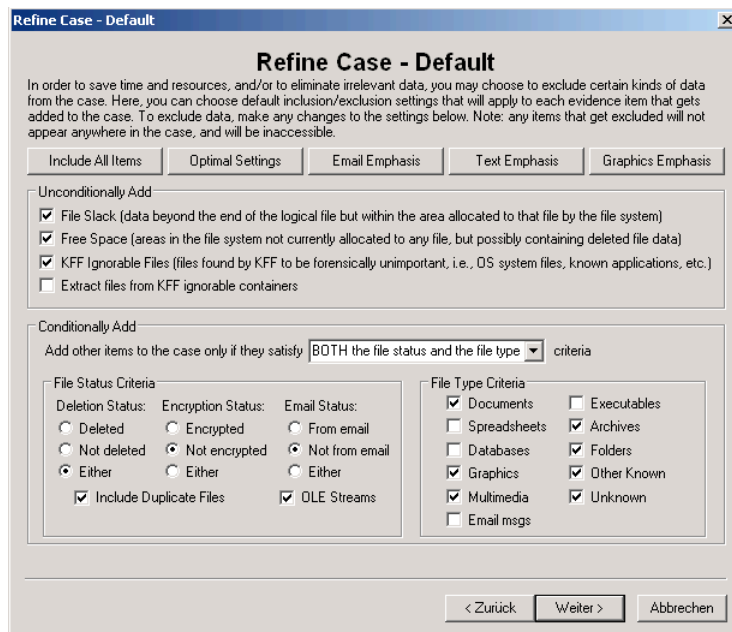 Refine Case - Default
Refine Case - Default
In order to save time and resources, and/or to eliminate irrelevant data, you may choose to exclude certain kinds of data
from the case. Here, you can choose default inclusion/exclusion settings that will apply to each evidence item that gets
added to the case. To exclude data, make any changes to the settings below. Note: any items that get excluded will not
appear anywhere in the case, and will be inaccessible.
Include All Items Optimal Settings Email Emphasis Text Emphasis Graphics Emphasis
Unconditionally Add
File Slack (data beyond the end of the logical file but within the area allocated to that file by the file system)
Free Space (areas in the file system not currently allocated to any file, but possibly containing deleted file data)
KFF Ignorable Files (files found by KFF to be forensically unimportant, i.e., OS system files, known applications, etc.)
Extract files from KFF ignorable containers
Conditionally Add
Add other items to the case only if they satisfy BOTH the file status and the file type criteria
File Status Criteria
Deletion Status: Encryption Status: Email Status:
Deleted Encrypted From email
Not deleted Not encrypted Not from email
Either Either Either
Include Duplicate Files OLE Streams
File Type Criteria
Documents Executables
Spreadsheets Archives
Databases Folders
Graphics Other Known
Multimedia Unknown
Email msgs
< Zurück Weiter > Abbrechen